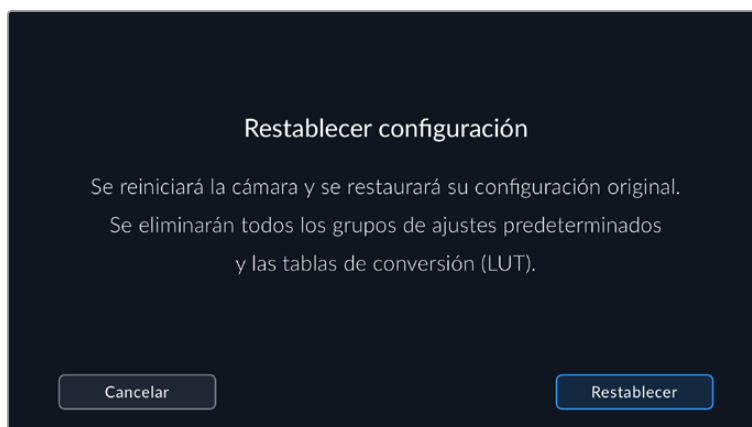 Restablecer configuración
Se reiniciará la cámara y se restaurará su configuración original.
Se eliminarán todos los grupos de ajustes predeterminados
y las tablas de conversión (LUT).
Cancelar
Restablecer